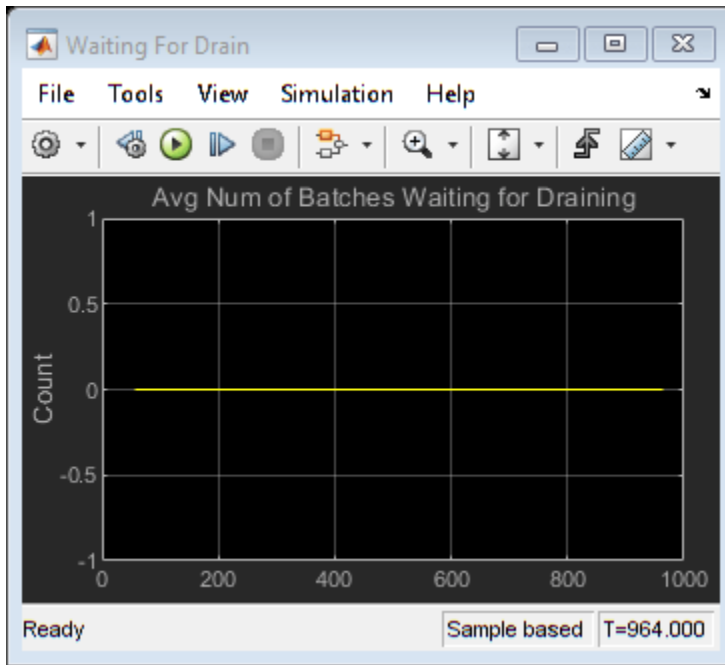 Waiting For Drain
File Tools View Simulation Help
Avg Num of Batches Waiting for Draining
1
0.5
0
-0.5
-1
Count
0 200 400 600 800 1000
Ready Sample based T=964.000